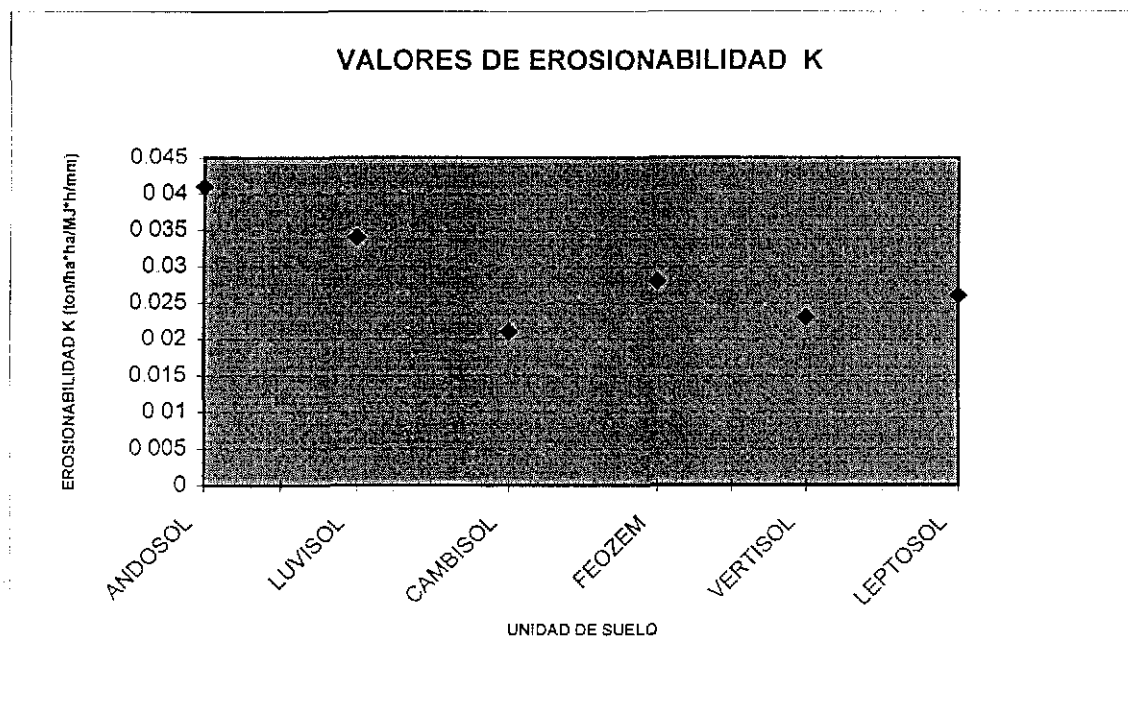 VALORES DE EROSIONABILIDAD K
EROSIONABILIDAD K (ton/ha*ha/MJ*h/mm)
0.045
0 04
0 035
0.03
0.025
0 02
0.015
0 01
0 005
0
ANDOSOL
LUVISOL
CAMBISOL
FEOZEM
VERTISOL
LEPTOSOL
UNIDAD DE SUELO